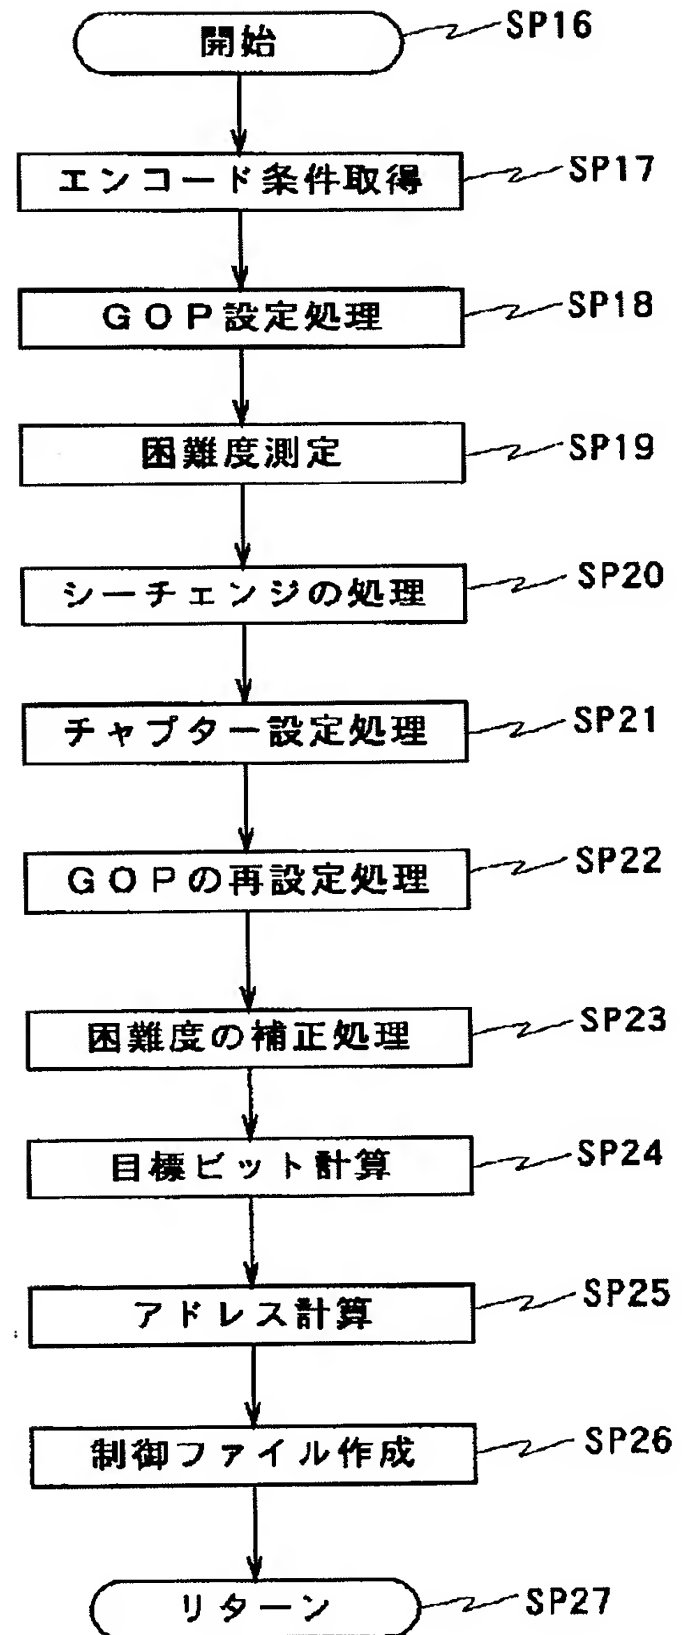 開始
SP16
エンコード条件取得
SP17
GOP設定処理
SP18
困難度測定
SP19
シーチェンジの処理
SP20
チャプター設定処理
SP21
GOPの再設定処理
SP22
困難度の補正処理
SP23
目標ビット計算
SP24
アドレス計算
SP25
制御ファイル作成
SP26
リターン
SP27